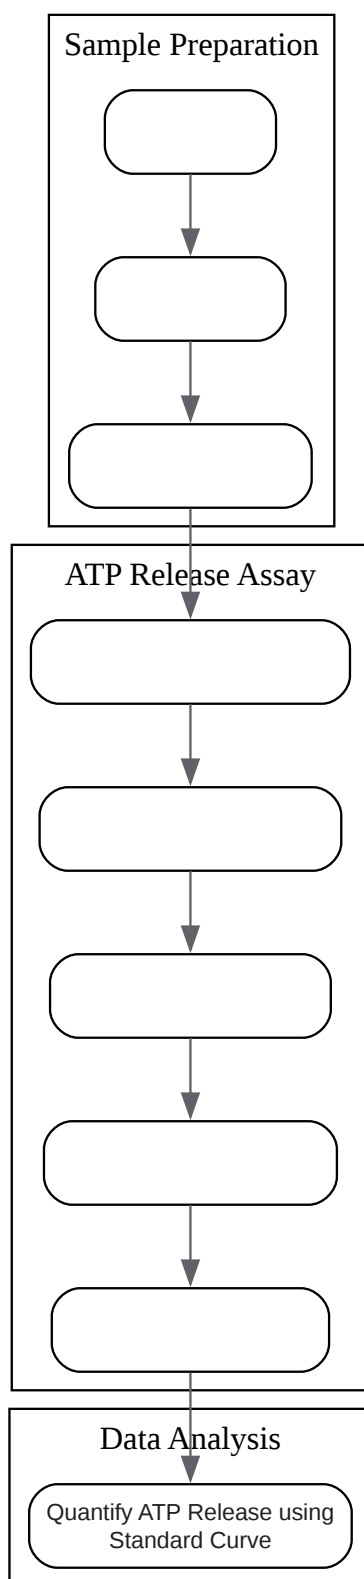 Sample Preparation
ATP Release Assay
Data Analysis
Quantify ATP Release using
Standard Curve